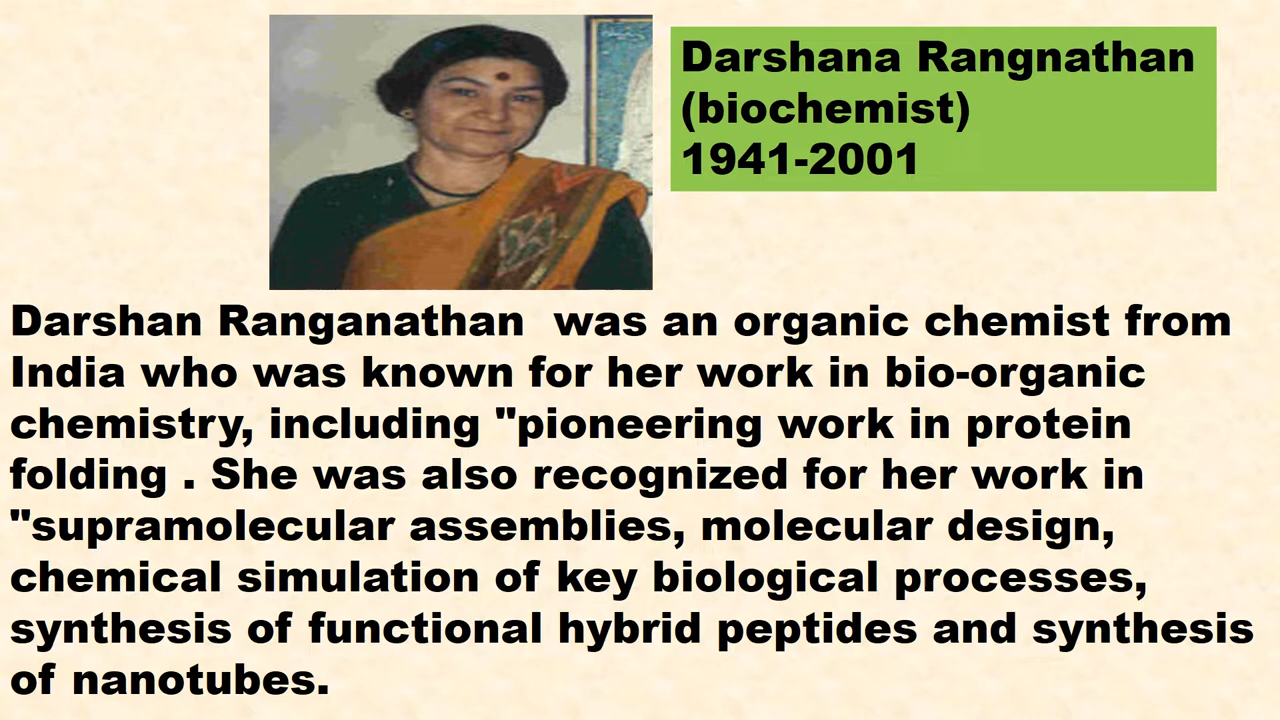 Darshana Rangnathan
(biochemist)
1941-2001
Darshan Ranganathan  was an organic chemist from
India who was known for her work in bio-organic
chemistry, including "pioneering work in protein
folding . She was also recognized for her work in
"supramolecular assemblies, molecular design,
chemical simulation of key biological processes,
synthesis of functional hybrid peptides and synthesis
of nanotubes.